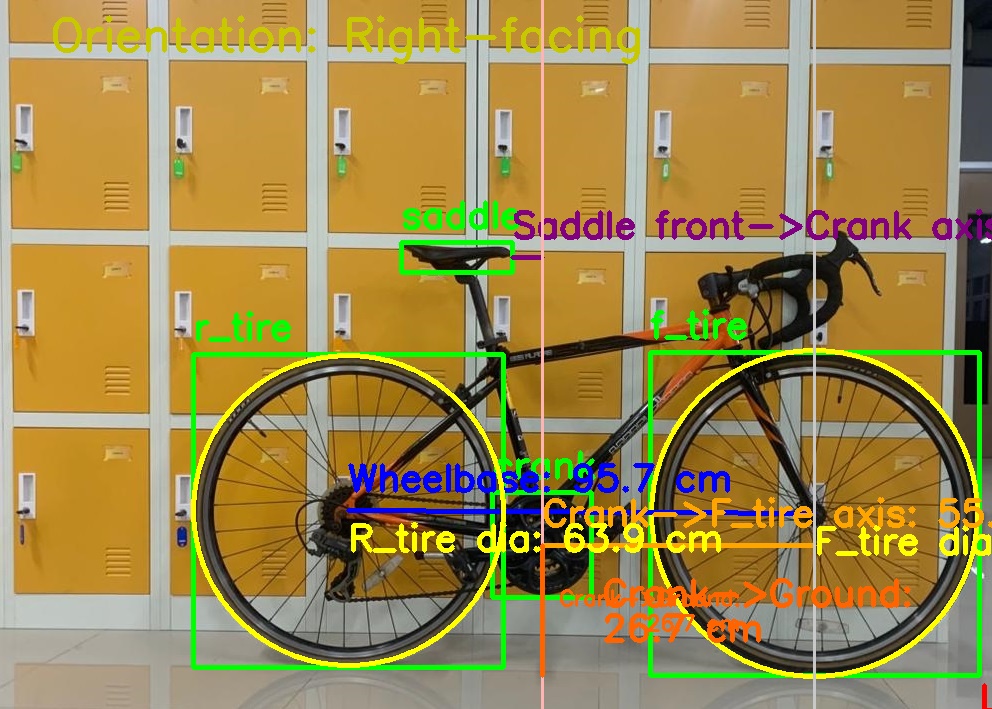 Orientation: Right-facing
saddle
Saddle front->Crank axis
r_tire
f_tire
crank
Wheelbase: 95.7 cm
Crank->F_tire axis: 55.
R_tire dia: 63.9 cm
F_tire dia
Crank->Ground:
26.7 cm